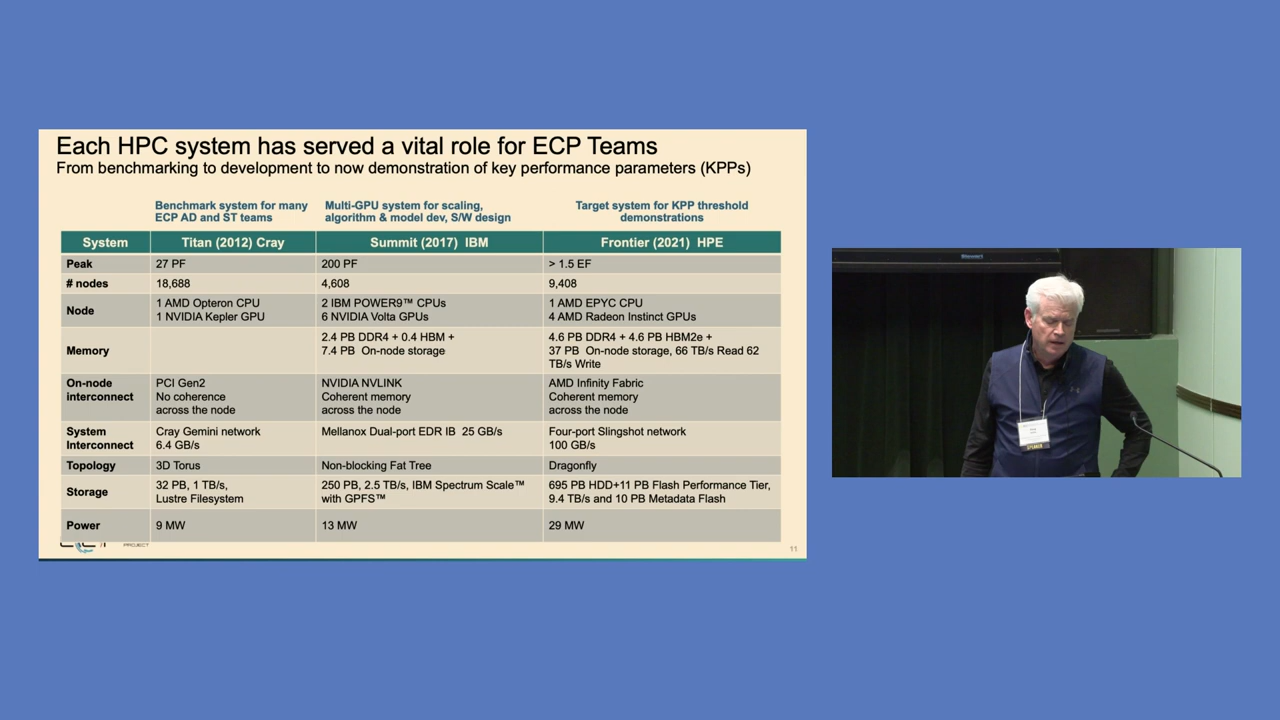 Each HPC system has served a vital role for ECP Teams
From benchmarking to development to now demonstration of key performance parameters (KPPs)
Benchmark system for many
ECP AD and ST teams
Multi-GPU system for scaling,
algorithm & model dev, S/W design
Target system for KPP threshold
demonstrations
System
Titan (2012) Cray
Summit (2017) IBM
Frontier (2021) HPE
Peak
27 PF
200 PF
> 1.5 EF
# nodes
18,688
4,608
9,408
Node
1 AMD Opteron CPU
1 NVIDIA Kepler GPU
2 IBM POWER9™ CPUs
6 NVIDIA Volta GPUs
1 AMD EPYC CPU
4 AMD Radeon Instinct GPUs
Memory
2.4 PB DDR4 + 0.4 HBM +
7.4 PB On-node storage
4.6 PB DDR4 + 4.6 PB HBM2e +
37 PB On-node storage, 66 TB/s Read 62
TB/s Write
On-node
interconnect
PCI Gen2
No coherence
across the node
NVIDIA NVLINK
Coherent memory
across the node
AMD Infinity Fabric
Coherent memory
across the node
System
Interconnect
Cray Gemini network
6.4 GB/s
Mellanox Dual-port EDR IB 25 GB/s
Four-port Slingshot network
100 GB/s
Topology
3D Torus
Non-blocking Fat Tree
Dragonfly
Storage
32 PB, 1 TB/s,
Lustre Filesystem
250 PB, 2.5 TB/s, IBM Spectrum Scale™
with GPFS™
695 PB HDD+11 PB Flash Performance Tier,
9.4 TB/s and 10 PB Metadata Flash
Power
9 MW
13 MW
29 MW
PROJECT
11
SPEAKER